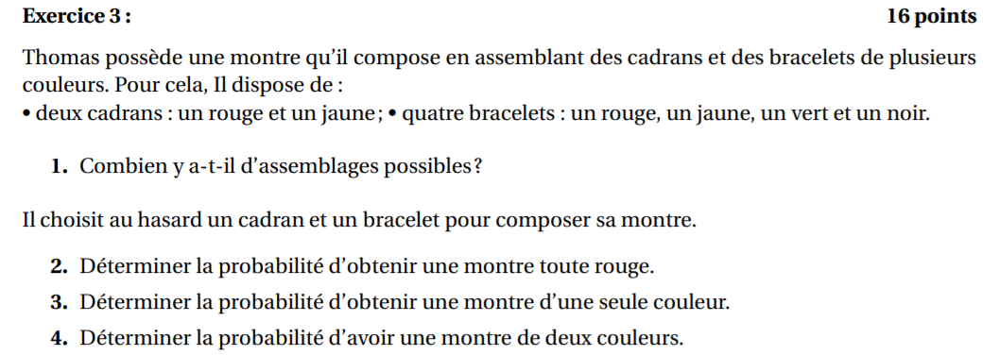 Exercice 3 : 16 points
Thomas possède une montre qu'il compose en assemblant des cadrans et des bracelets de plusieurs
couleurs. Pour cela, Il dispose de :
• deux cadrans : un rouge et un jaune; • quatre bracelets : un rouge, un jaune, un vert et un noir.
1. Combien y a-t-il d'assemblages possibles?
Il choisit au hasard un cadran et un bracelet pour composer sa montre.
2. Déterminer la probabilité d'obtenir une montre toute rouge.
3. Déterminer la probabilité d'obtenir une montre d'une seule couleur.
4. Déterminer la probabilité d'avoir une montre de deux couleurs.